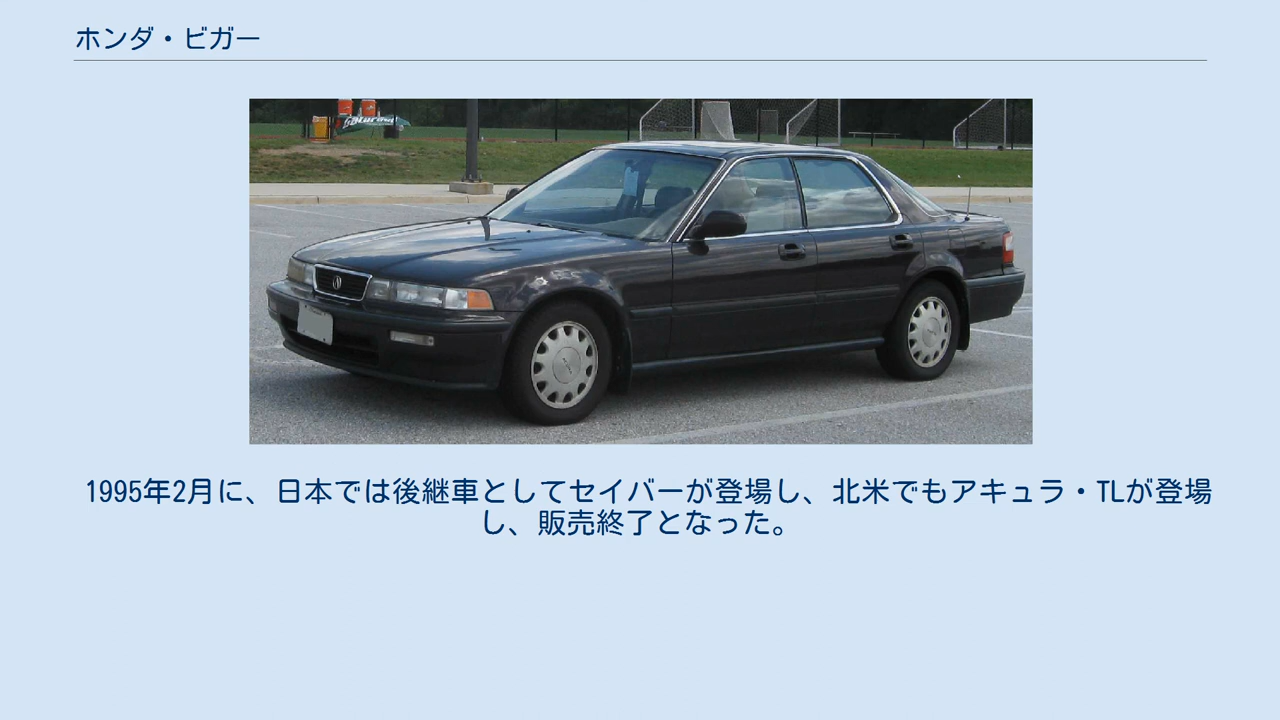 ホンダ・ビガー
1995年2月に、日本では後継車としてセイバーが登場し、北米でもアキュラ・TLが登場
し、販売終了となった。